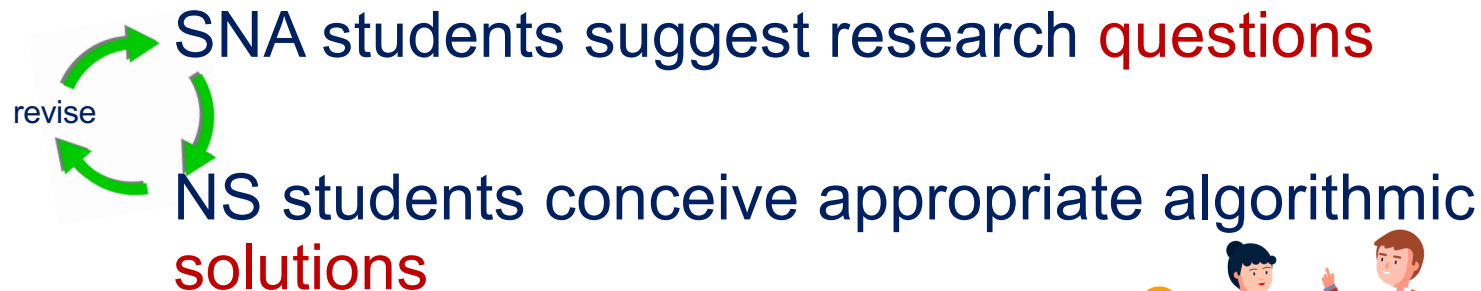 SNA students suggest research questions
revise
NS students conceive appropriate algorithmic
solutions